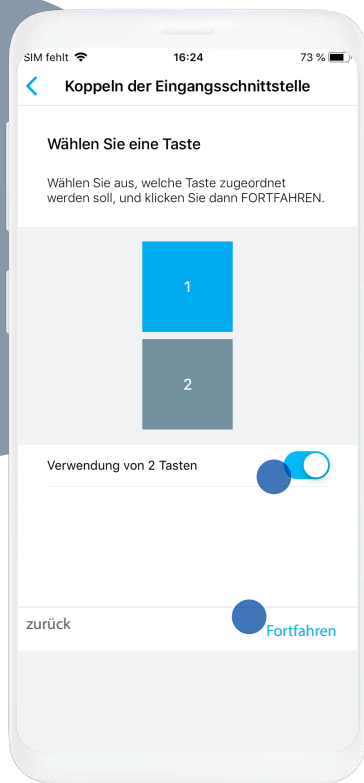 SIM fehlt 16:24 73 %
Koppeln der Eingangsschnittstelle
Wählen Sie eine Taste
Wählen Sie aus, welche Taste zugeordnet
werden soll, und klicken Sie dann FORTFAHREN.
1
2
Verwendung von 2 Tasten
zurück Fortfahren